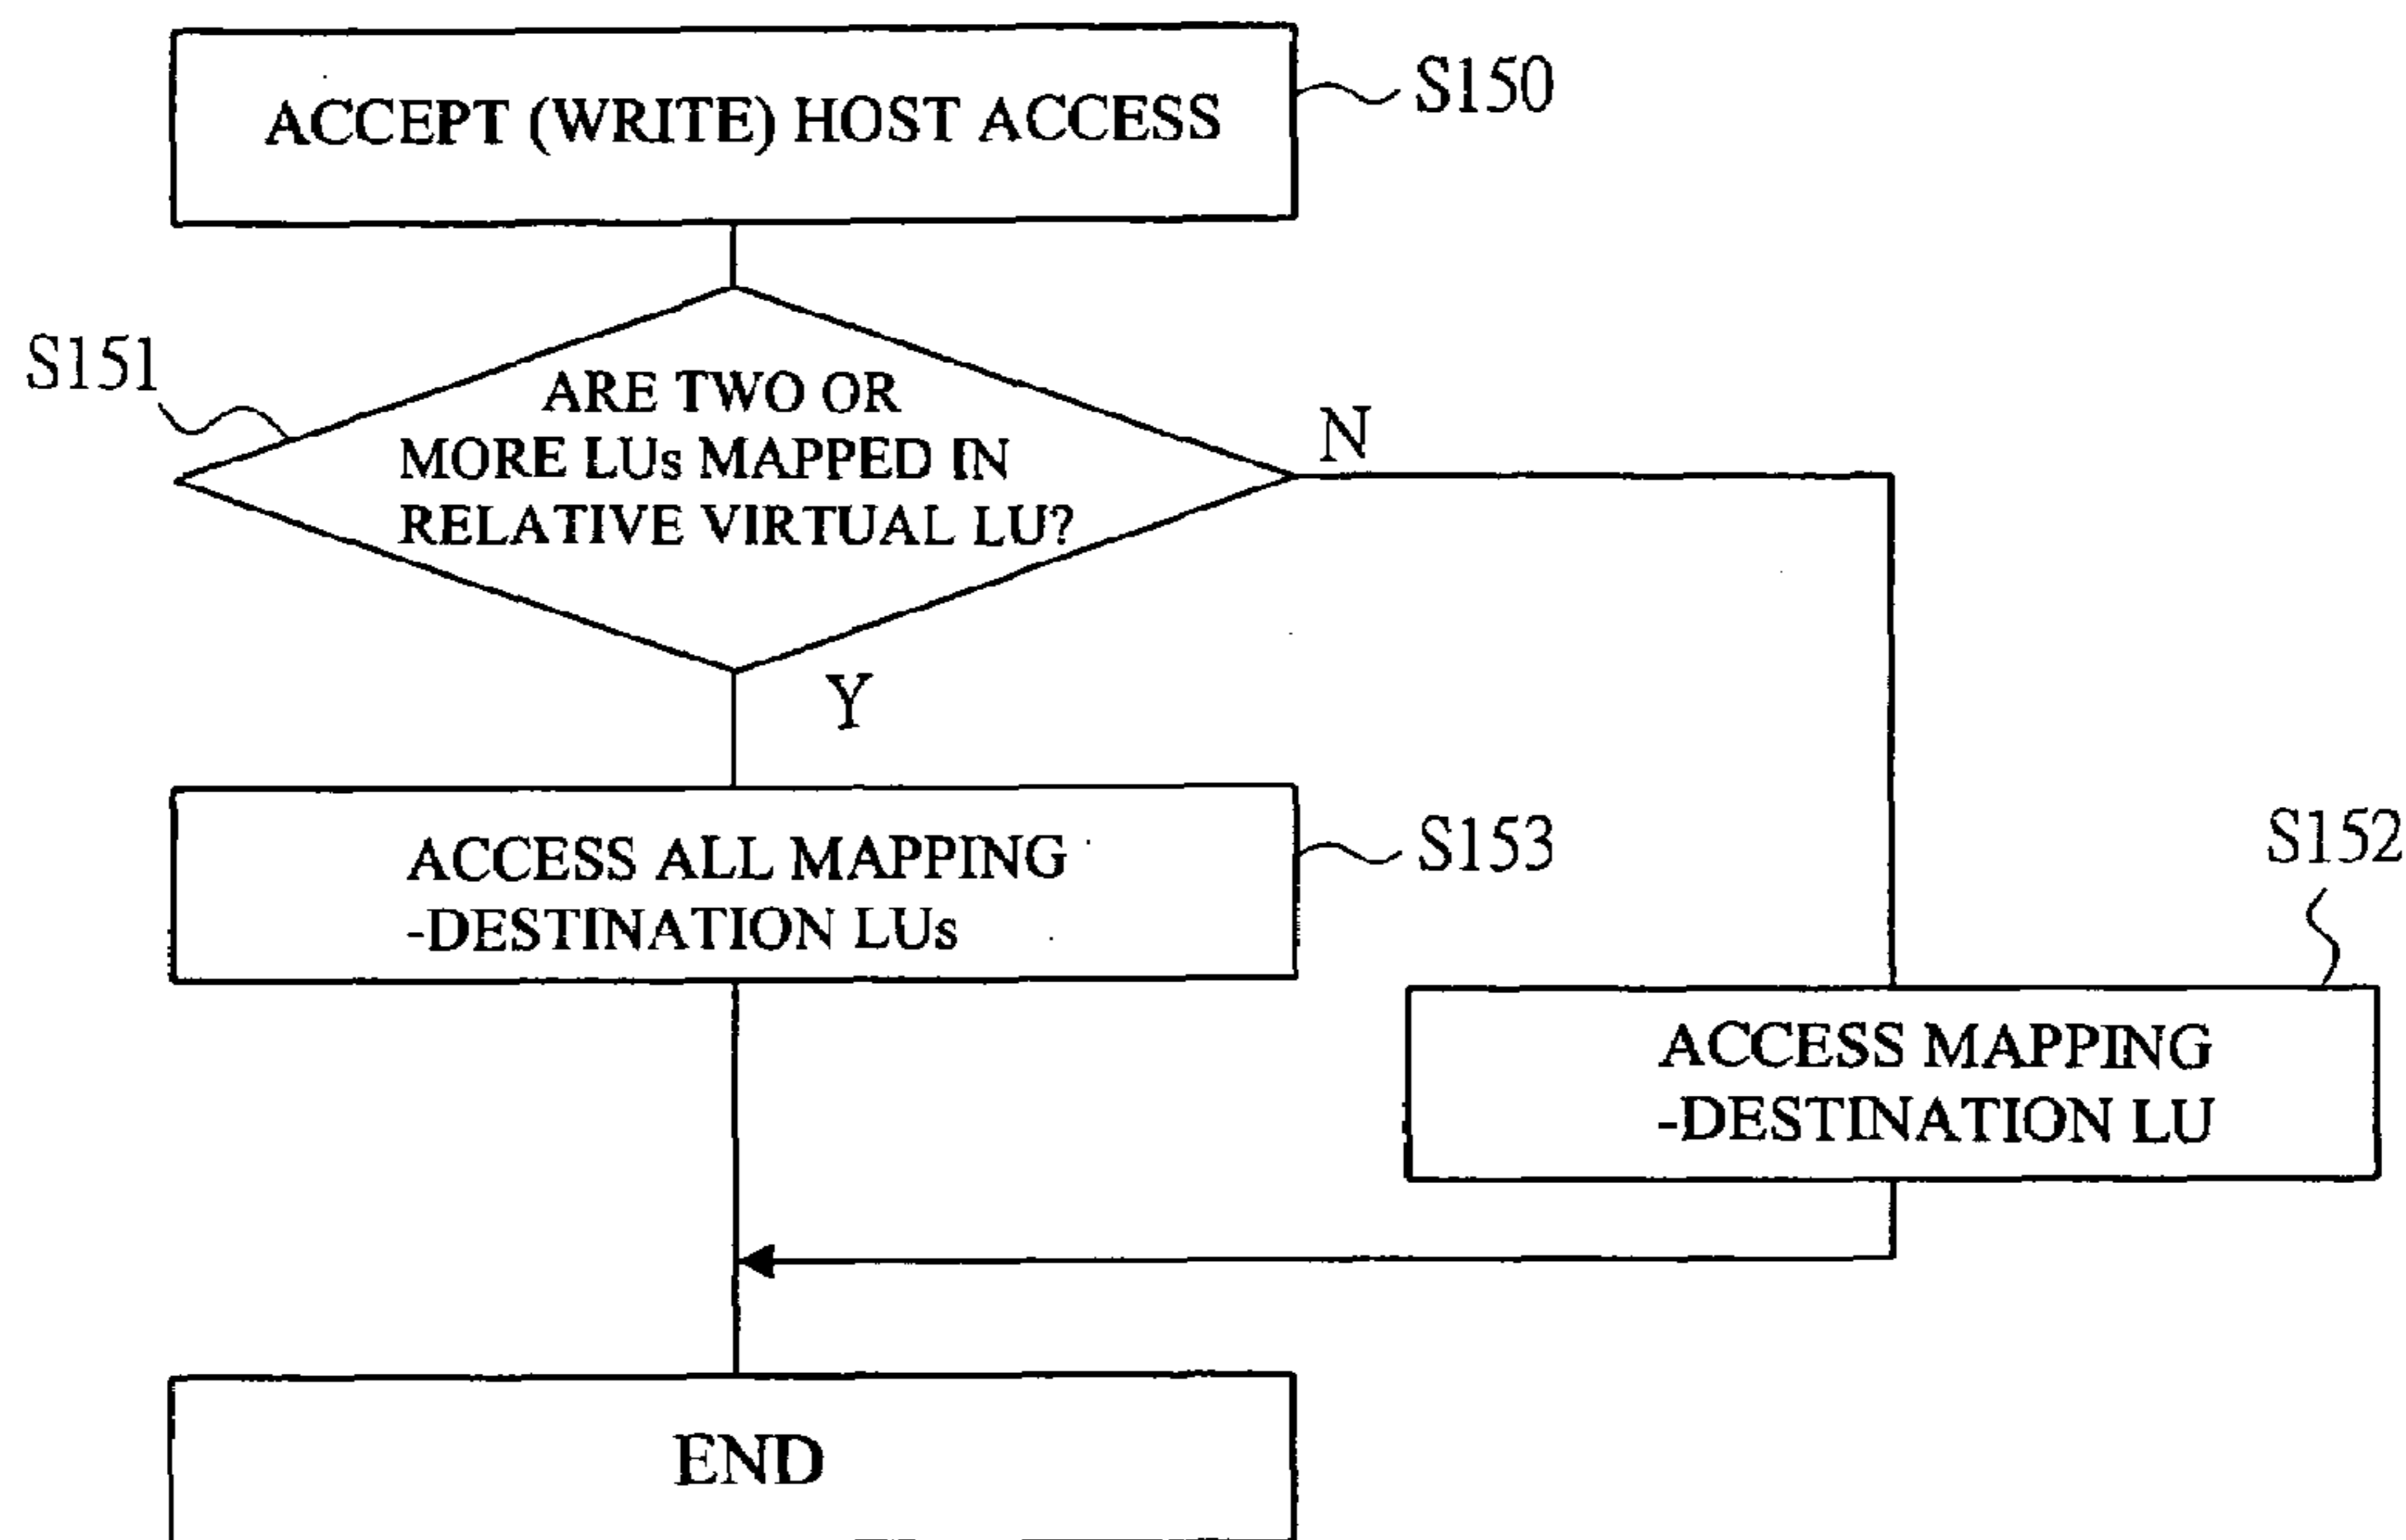 ACCEPT (WRITE) HOST ACCESS
S150
S151
ARE TWO OR
MORE LUs MAPPED IN
RELATIVE VIRTUAL LU?
N
Y
ACCESS ALL MAPPING
-DESTINATION LUs
S153
S152
ACCESS MAPPING
-DESTINATION LU
END